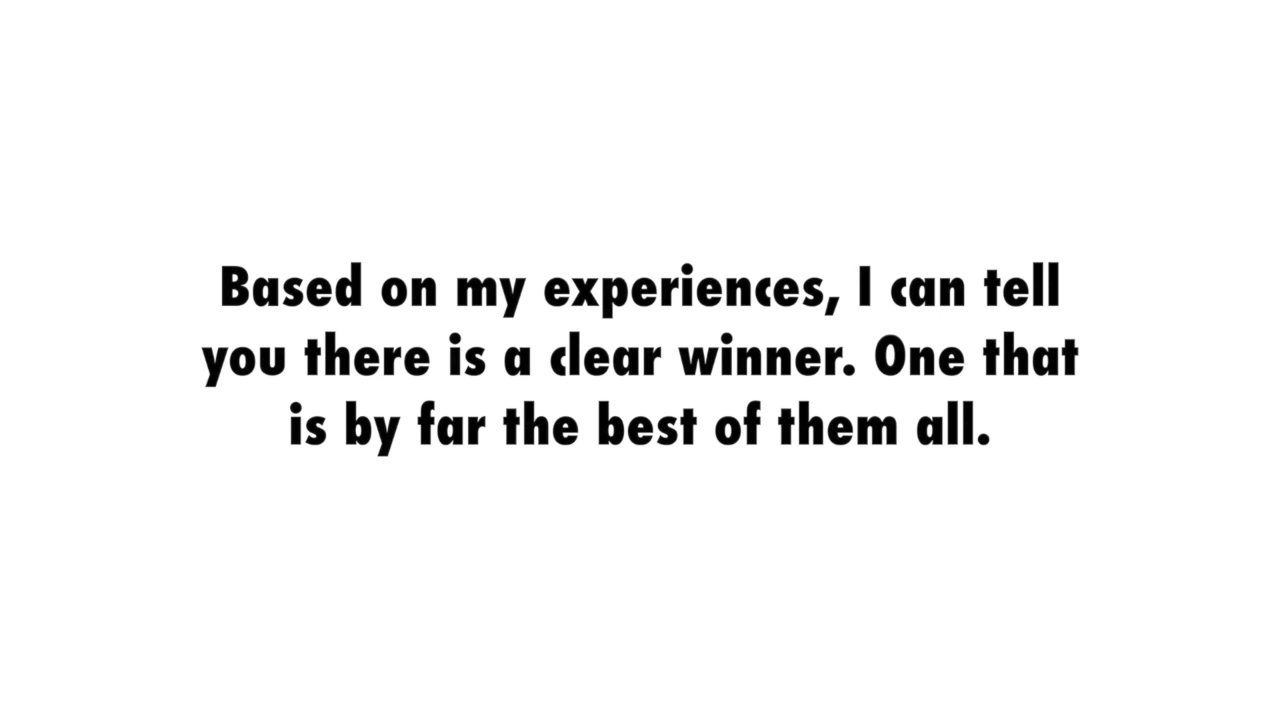 Based on my experiences, I can tell
you there is a clear winner. One that
is by far the best of them all.